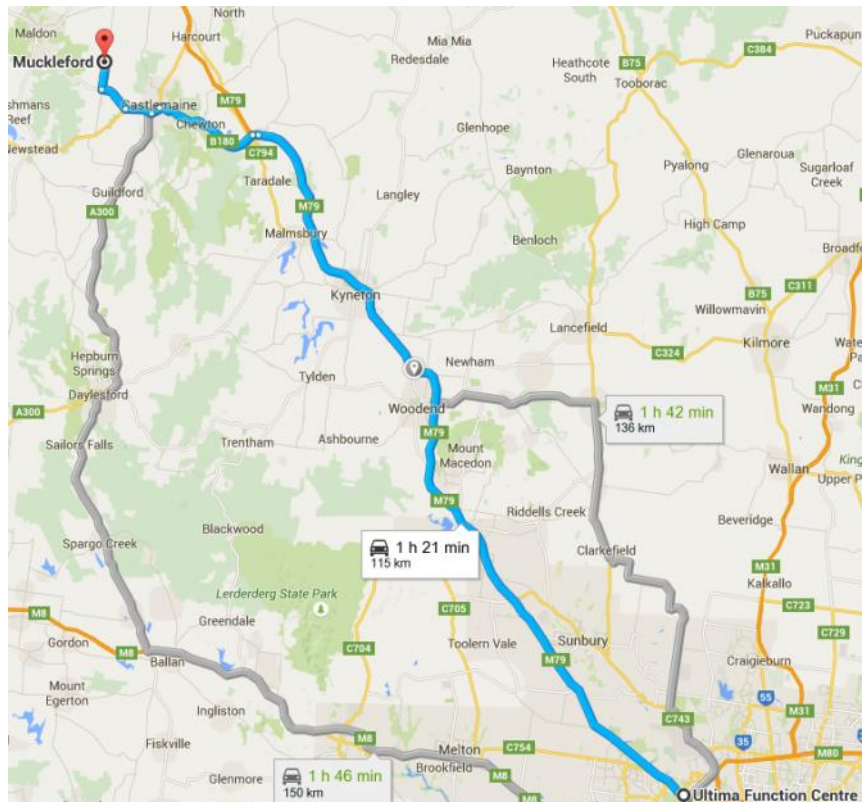 North
Maldon
Harcourt
Mia Mia
Redesdale
Heathcote
South
B75
Tooborac
C384
Puckapun
Muckleford
M79
shmans
Reef
Castlemaine
Chewton
Newstead
B180
C794
Glenhope
Taradale
Langley
Baynton
Pyalong
Glenaroua
Sugarloaf
Creek
Guildford
A300
M79
Malmsbury
Benloch
High Camp
Broadf
Kyneton
B75
C311
Willowmavin
Lancefield
C324
Kilmore
Wate
Pa
Hepburn
Springs
Tylden
Newham
Daylesford
M31
A300
Woodend
1 h 42 min
136 km
Wandong
Sailors Falls
Trentham
Ashbourne
M79
Mount
Macedon
King
Wallan
Upper P
M79
Riddells Creek
Blackwood
Beveridge
Spargo Creek
1 h 21 min
115 km
Clarkefield
M31
Kalkallo
Lerderderg State Park
C705
C723
M8
Greendale
Gordon
M8
C704
Toolern Vale
Sunbury
C729
Ballan
M79
Craigieburn
Mount
Egerton
Ingliston
C743
55
M31
Fiskville
M8
Melton
C754
35
M80
Brookfield
Glenmore
1 h 46 min
150 km
M8
Ultima Function Centre